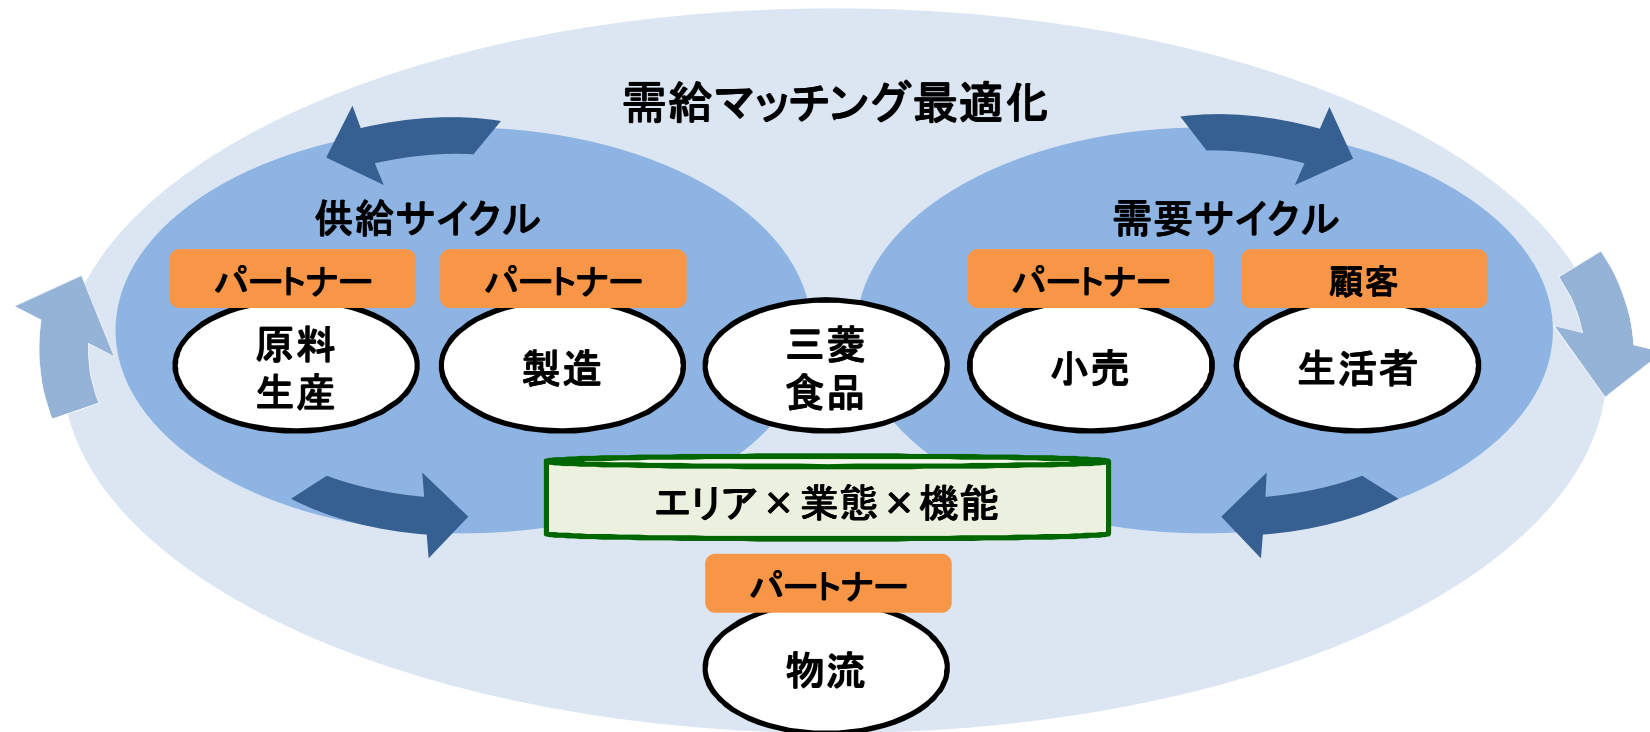 需給マッチング最適化
供給サイクル
需要サイクル
パートナー
パートナー
パートナー
顧客
原料
生産
製造
三菱
食品
小売
生活者
エリア×業態×機能
パートナー
物流